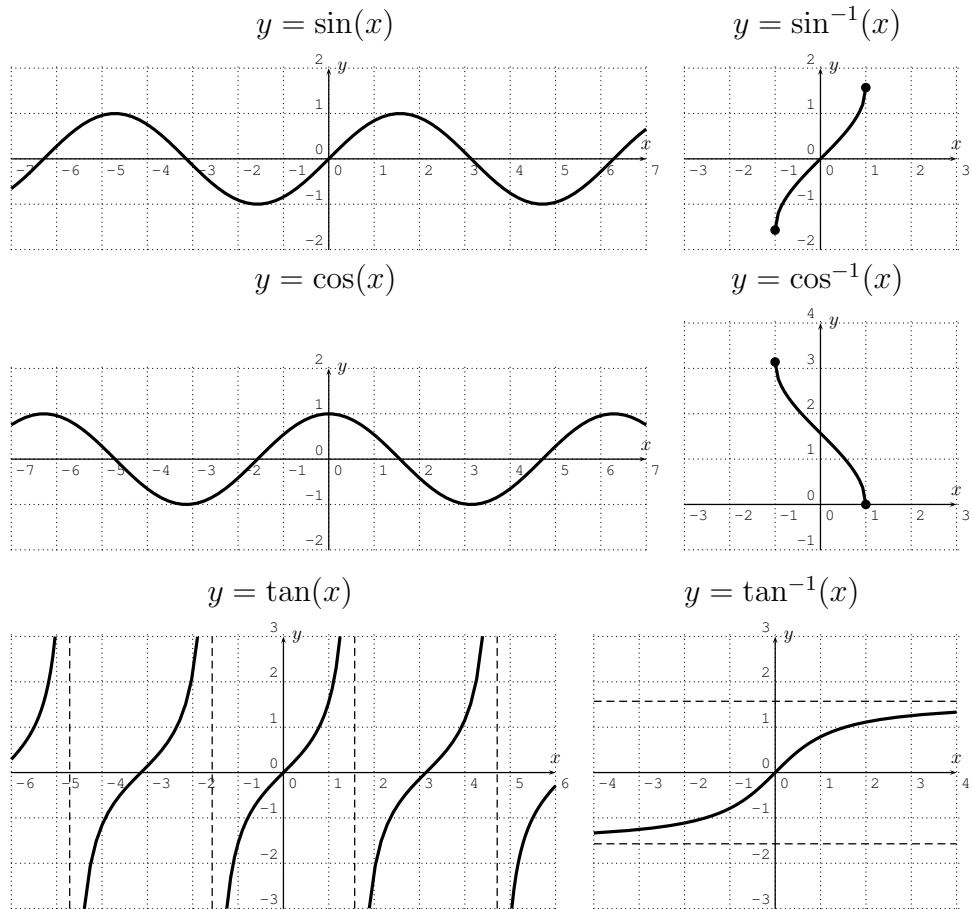 y = sin(x)
y = sin⁻¹(x)
2
y
1
0
x
-7 -6 -5 -4 -3 -2 -1 0 1 2 3 4 5 6 7
-1
-2
2
y
1
0
x
-3 -2 -1 0 1 2 3
-1
-2
y = cos(x)
y = cos⁻¹(x)
2
y
1
0
x
-7 -6 -5 -4 -3 -2 -1 0 1 2 3 4 5 6 7
-1
-2
4
y
3
2
1
0
x
-3 -2 -1 0 1 2 3
-1
y = tan(x)
y = tan⁻¹(x)
3
y
2
1
0
x
-6 -5 -4 -3 -2 -1 0 1 2 3 4 5 6
-1
-2
-3
3
y
2
1
0
x
-4 -3 -2 -1 0 1 2 3 4
-1
-2
-3